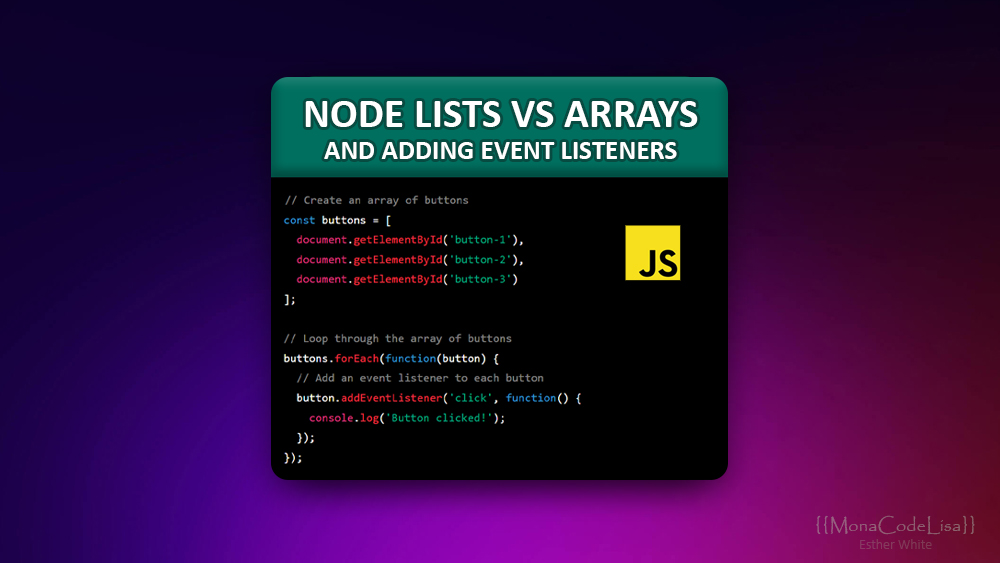 NODE LISTS VS ARRAYS
AND ADDING EVENT LISTENERS
// Create an array of buttons
const buttons = [
  document.getElementById('button-1'),
  document.getElementById('button-2'),
  document.getElementById('button-3')
];
// Loop through the array of buttons
buttons.forEach(function(button) {
  // Add an event listener to each button
  button.addEventListener('click', function() {
    console.log('Button clicked!');
  });
});
JS
{{MonaCodeLisa}}
Esther White